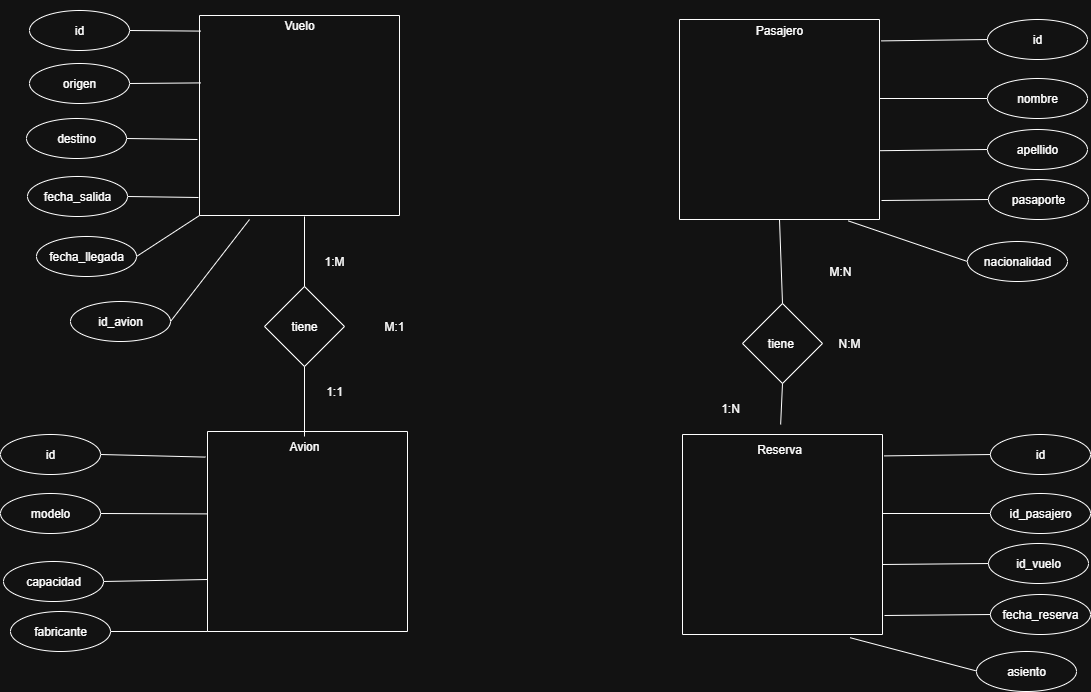 Vuelo
id
origen
destino
fecha_salida
fecha_llegada
id_avion
1:M
tiene
M:1
1:1
Avion
id
modelo
capacidad
fabricante
Pasajero
id
nombre
apellido
pasaporte
nacionalidad
M:N
tiene
N:M
1:N
Reserva
id
id_pasajero
id_vuelo
fecha_reserva
asiento